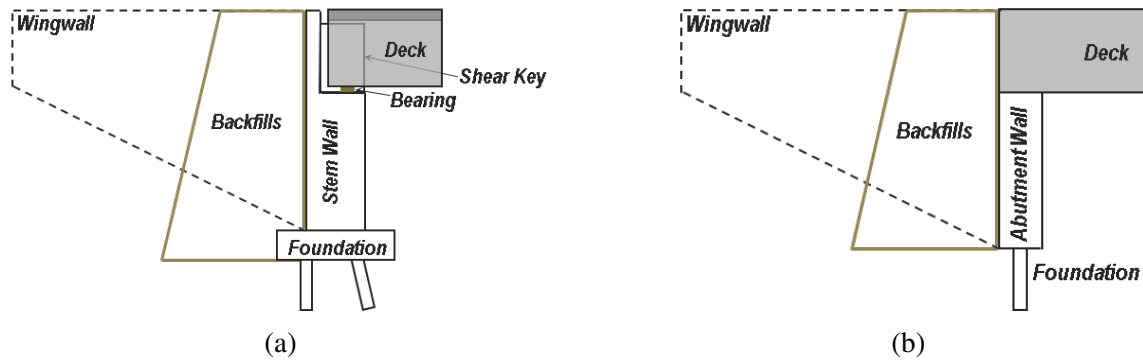 Wingwall
Deck
Shear Key
Bearing
Backfills
Stem Wall
Foundation
(a)
Wingwall
Deck
Backfills
Abutment Wall
Foundation
(b)